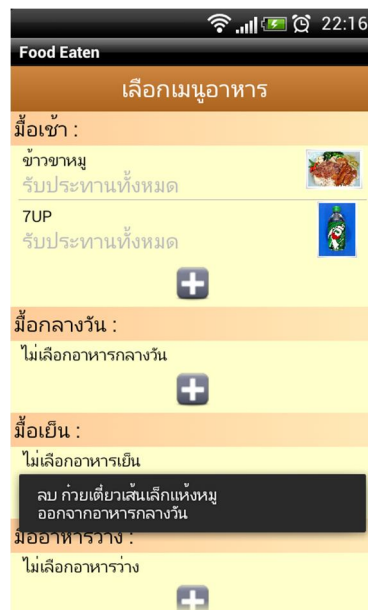 22:16
Food Eaten
เลือกเมนูอาหาร
มื้อเช้า :
ข้าวขาหมู
รับประทานทั้งหมด
7UP
รับประทานทั้งหมด
มื้อกลางวัน :
ไม่เลือกอาหารกลางวัน
มื้อเย็น :
ไม่เลือกอาหารเย็น
ลบ ก๋วยเตี๋ยวเส้นเล็กแห้งหมู
ออกจากอาหารกลางวัน
มื้ออาหารว่าง :
ไม่เลือกอาหารว่าง